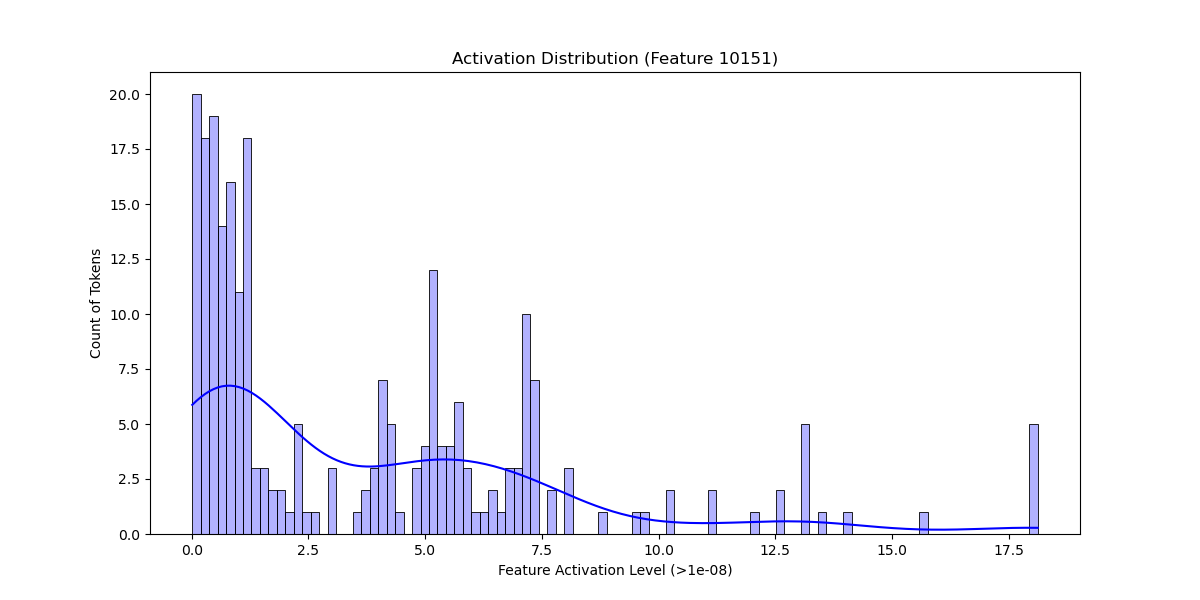 Activation Distribution (Feature 10151)
20.0
17.5
15.0
12.5
10.0
7.5
5.0
2.5
0.0
Count of Tokens
0.0 2.5 5.0 7.5 10.0 12.5 15.0 17.5
Feature Activation Level (>1e-08)